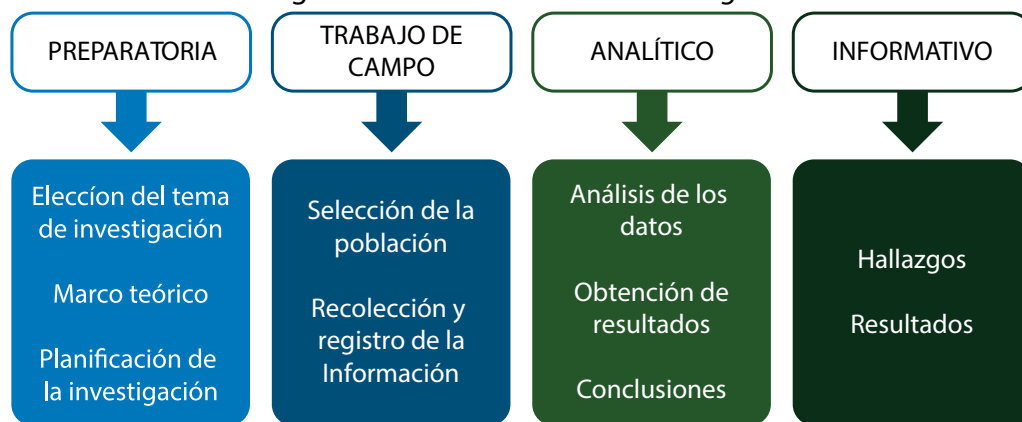 PREPARATORIA
TRABAJO DE
CAMPO
ANALÍTICO
INFORMATIVO
Eleccíon del tema
de investigación
Marco teórico
Planificación de
la investigación
Selección de la
población
Recolección y
registro de la
Información
Análisis de los
datos
Obtención de
resultados
Conclusiones
Hallazgos
Resultados